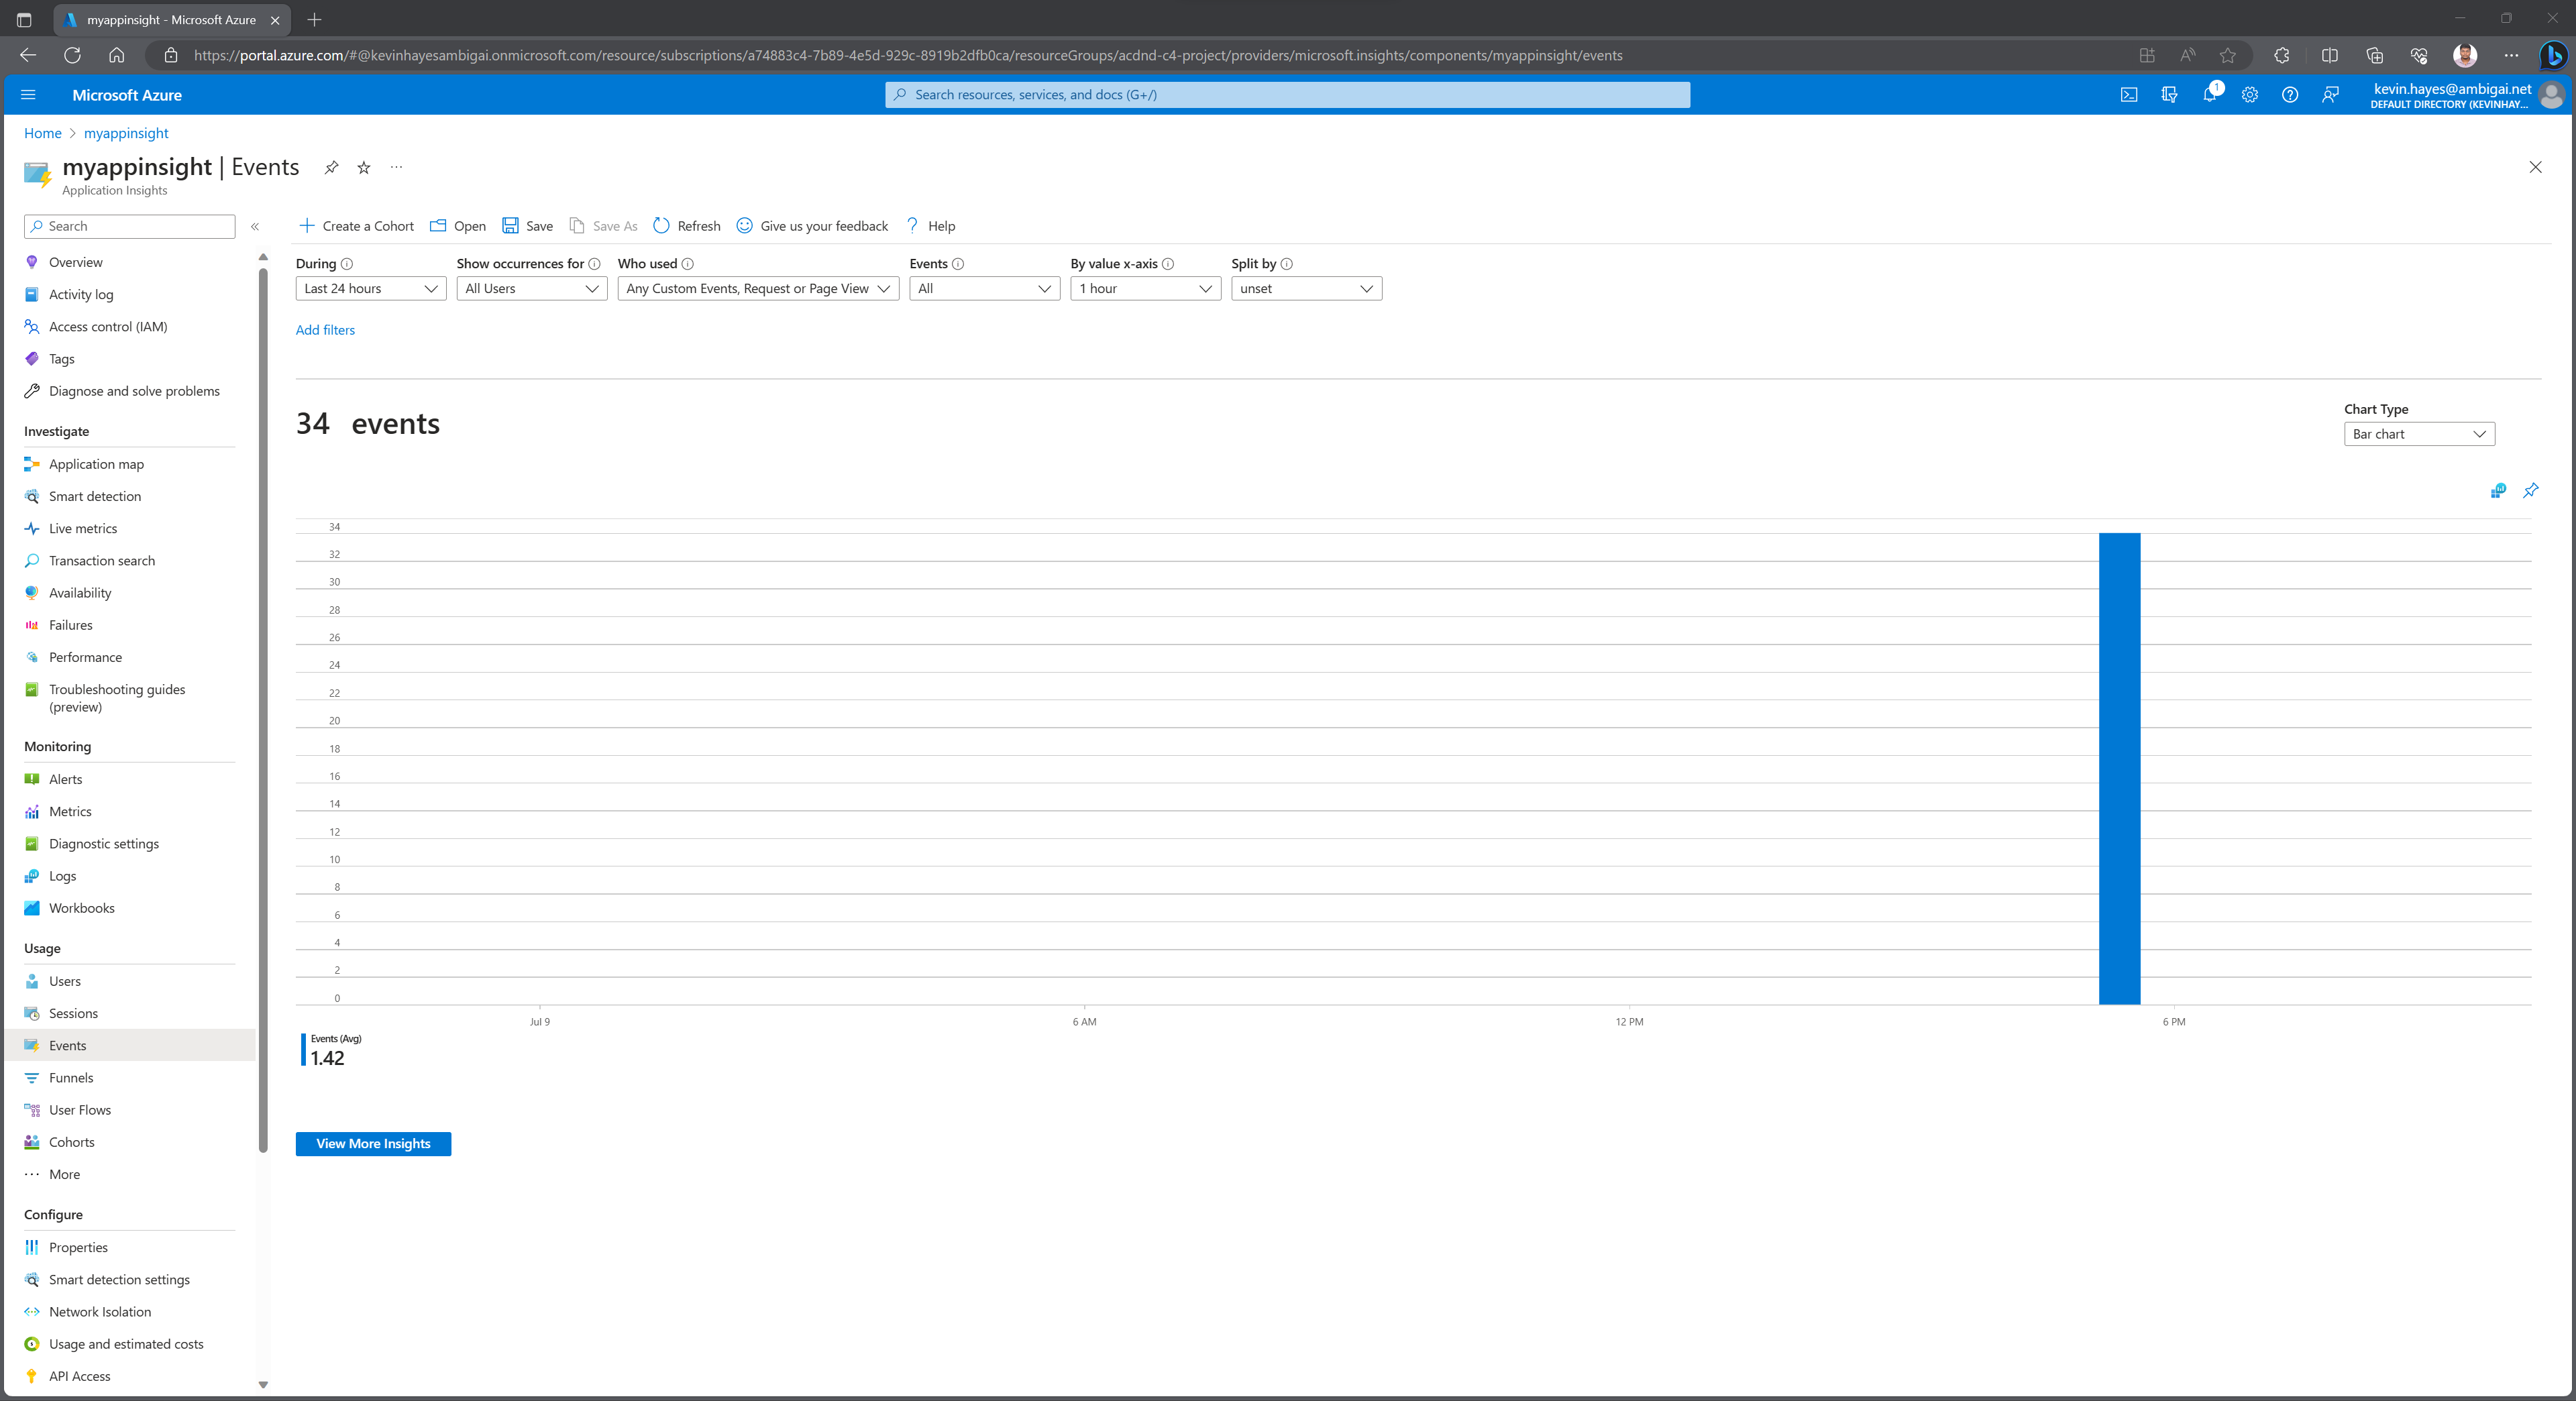 myappinsight - Microsoft Azure
https://portal.azure.com/#@kevinhayesambigai.onmicrosoft.com/resource/subscriptions/a74883c4-7b89-4e5d-929c-8919b2dfb0ca/resourceGroups/acdnd-c4-project/providers/microsoft.insights/components/myappinsight/events
Microsoft Azure
Search resources, services, and docs (G+/)
1
kevin.hayes@ambigai.net
DEFAULT DIRECTORY (KEVINHAY...
Home > myappinsight
myappinsight | Events
Application Insights
Search
Overview
Activity log
Access control (IAM)
Tags
Diagnose and solve problems
Investigate
Application map
Smart detection
Live metrics
Transaction search
Availability
Failures
Performance
Troubleshooting guides
(preview)
Monitoring
Alerts
Metrics
Diagnostic settings
Logs
Workbooks
Usage
Users
Sessions
Events
Funnels
User Flows
Cohorts
More
Configure
Properties
Smart detection settings
Network Isolation
Usage and estimated costs
API Access
Create a Cohort Open Save Save As Refresh Give us your feedback ? Help
During Show occurrences for Who used Events By value x-axis Split by
Last 24 hours All Users Any Custom Events, Request or Page View All 1 hour unset
Add filters
34 events
Chart Type
Bar chart
34
32
30
28
26
24
22
20
18
16
14
12
10
8
6
4
2
0
Jul 9 6 AM 12 PM 6 PM
Events (Avg)
1.42
View More Insights